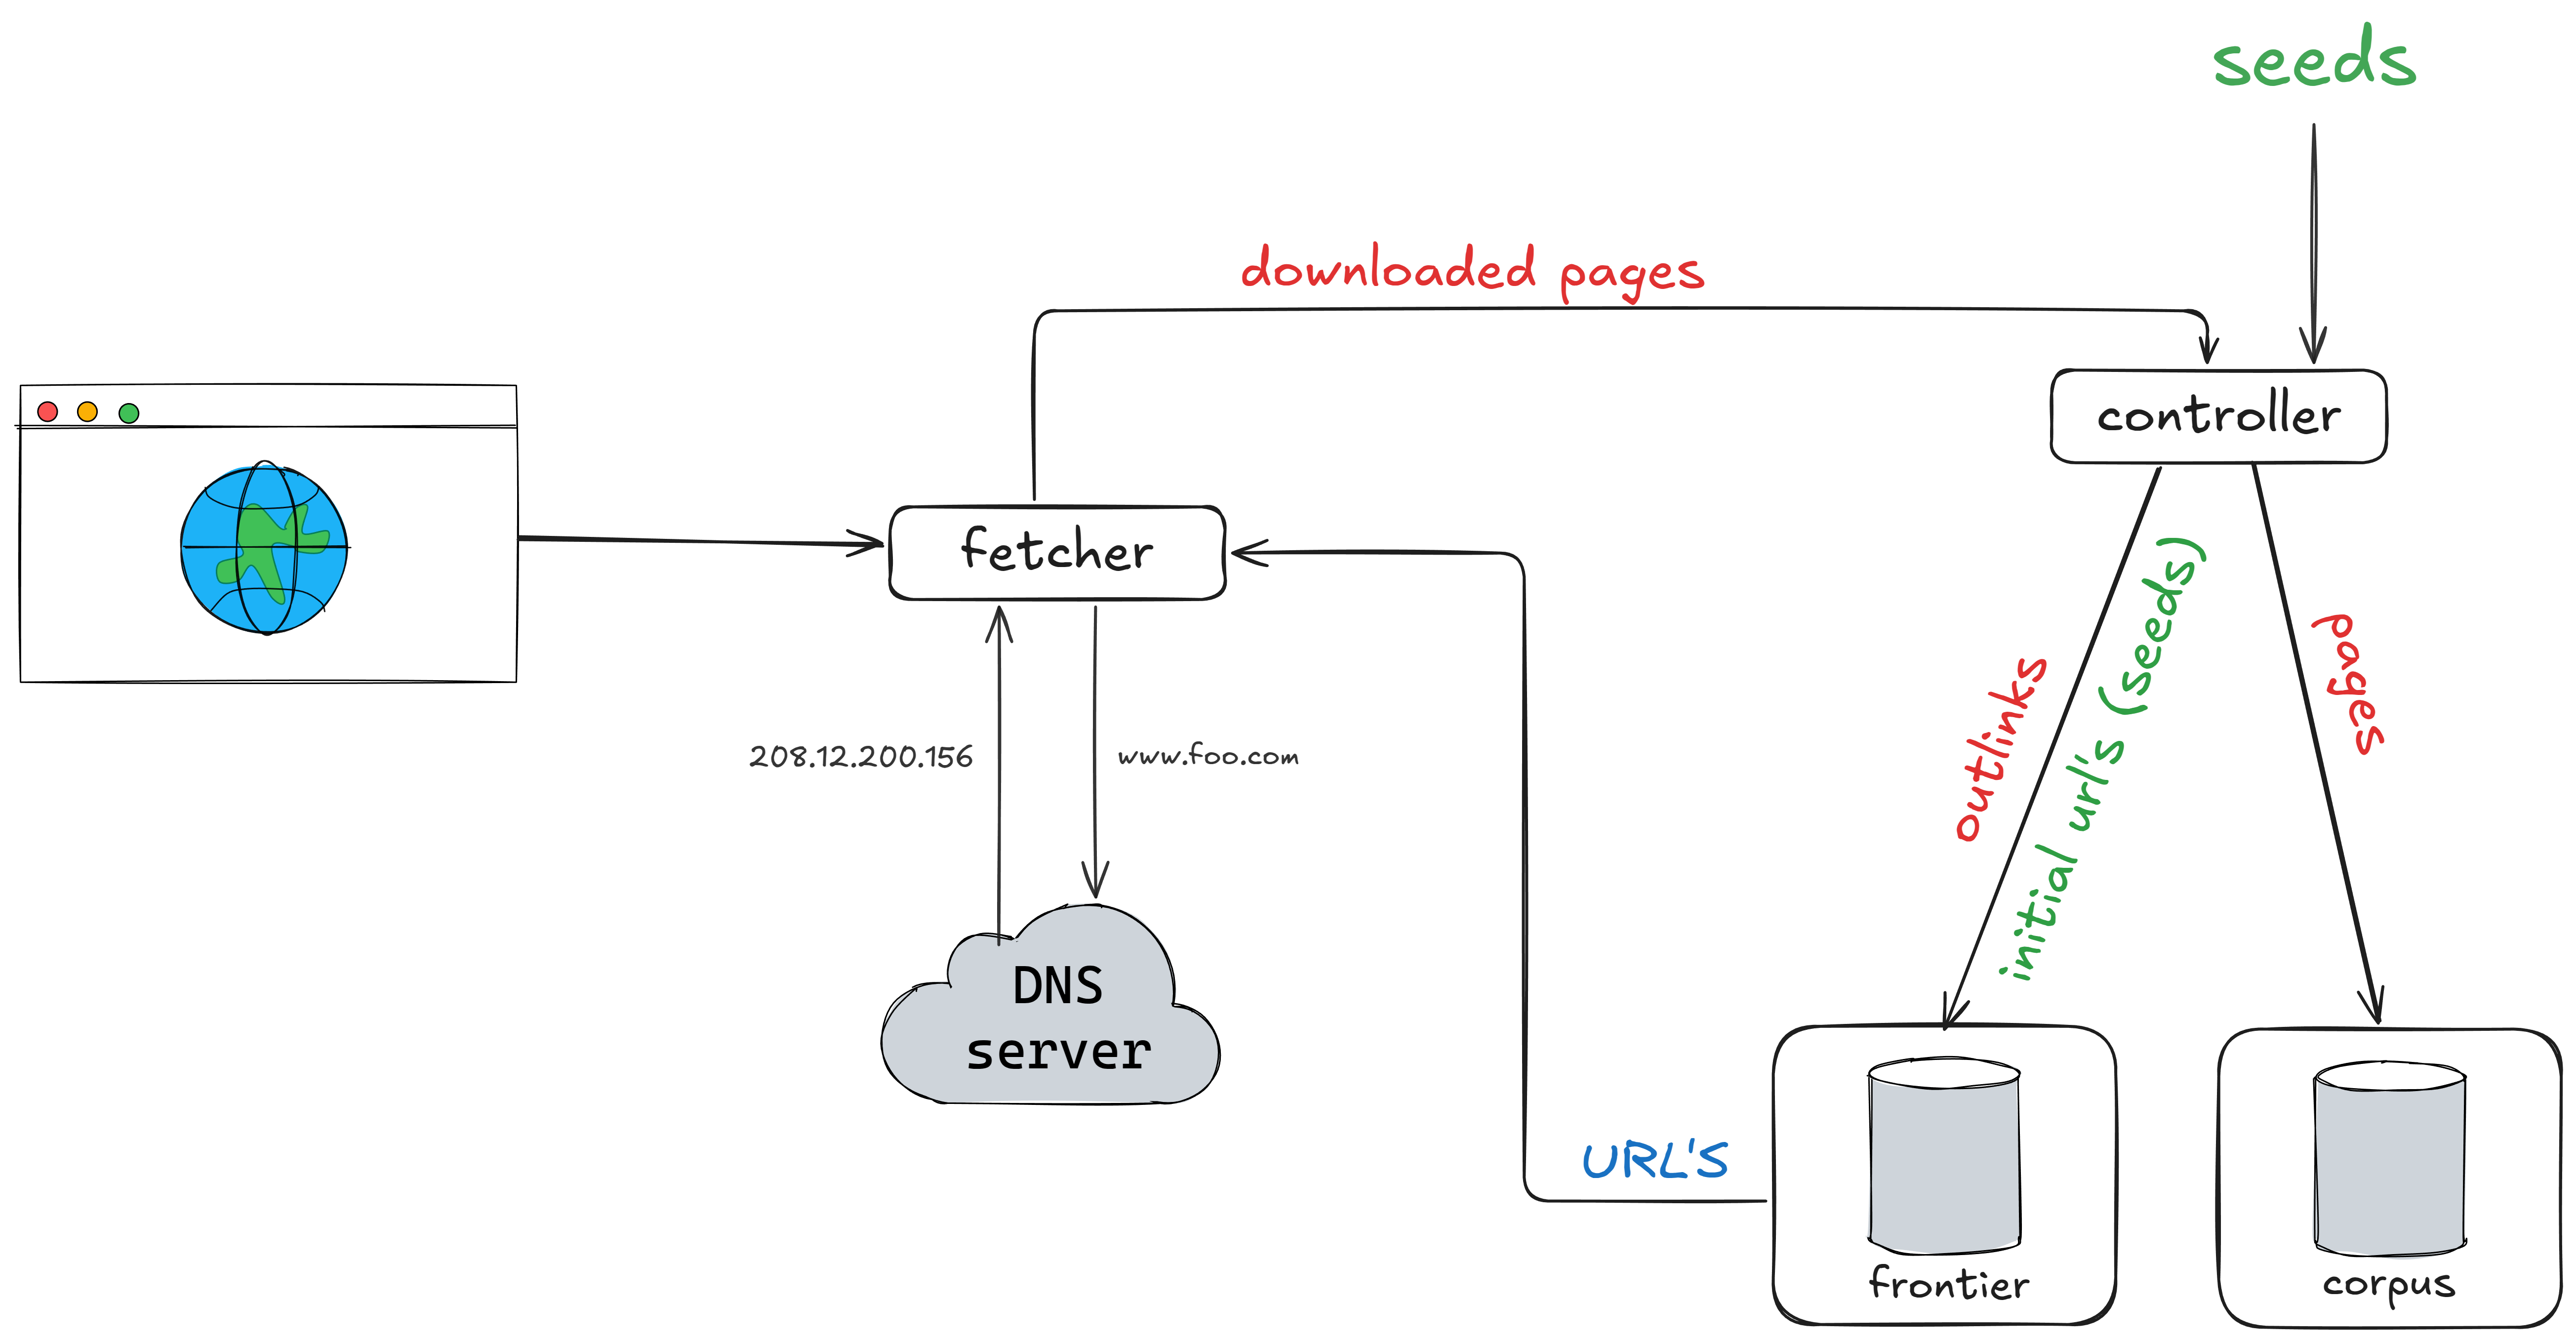 seeds
downloaded pages
controller
fetcher
outlinks
initial url's (seeds)
pages
208.12.200.156
www.foo.com
DNS
server
URL'S
frontier
corpus